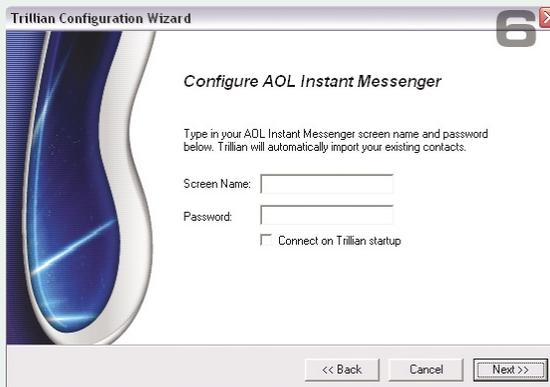 Trillian Configuration Wizard
6
Configure AOL Instant Messenger
Type in your AOL Instant Messenger screen name and password
below. Trillian will automatically import your existing contacts.
Screen Name:
Password:
Connect on Trillian startup
<< Back Cancel Next >>